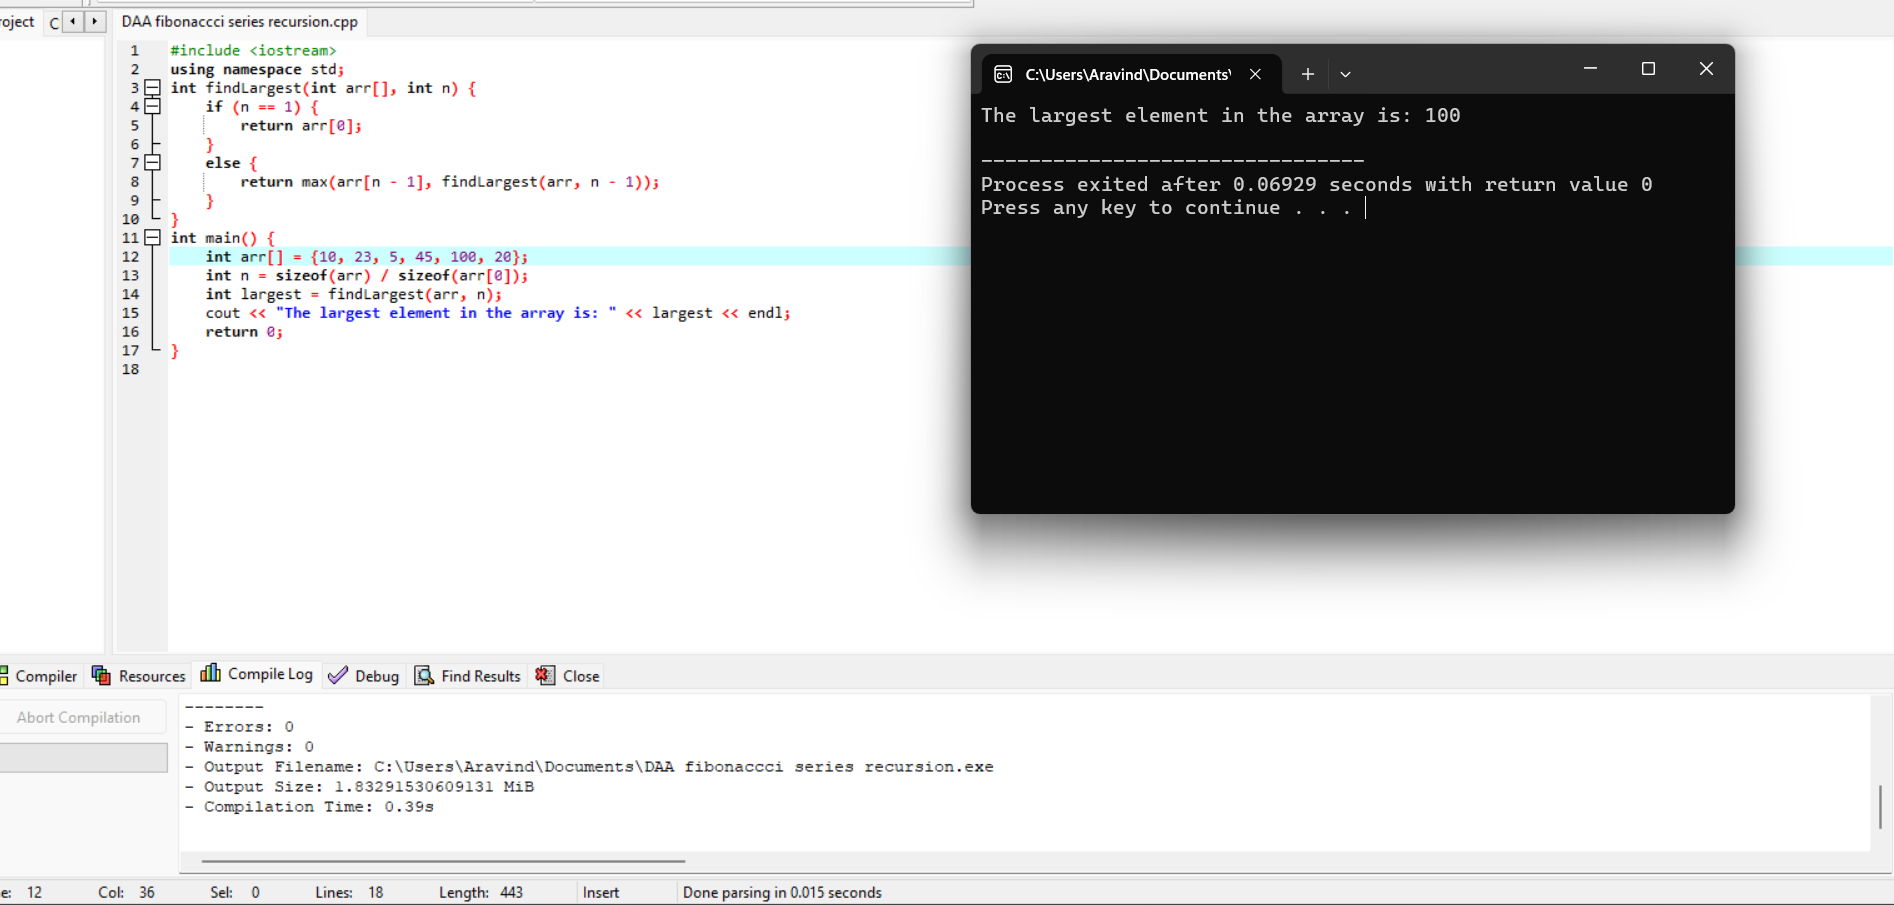 roject C DAA fibonaccci series recursion.cpp
1 #include <iostream>
2 using namespace std;
3 int findLargest(int arr[], int n) {
4     if (n == 1) {
5         return arr[0];
6     }
7     else {
8         return max(arr[n - 1], findLargest(arr, n - 1));
9     }
10 }
11 int main() {
12     int arr[] = {10, 23, 5, 45, 100, 20};
13     int n = sizeof(arr) / sizeof(arr[0]);
14     int largest = findLargest(arr, n);
15     cout << "The largest element in the array is: " << largest << endl;
16     return 0;
17 }
18
C:\Users\Aravind\Documents\
The largest element in the array is: 100
--------------------------------
Process exited after 0.06929 seconds with return value 0
Press any key to continue . . .
Compiler Resources Compile Log Debug Find Results Close
Abort Compilation
--------
- Errors: 0
- Warnings: 0
- Output Filename: C:\Users\Aravind\Documents\DAA fibonaccci series recursion.exe
- Output Size: 1.83291530609131 MiB
- Compilation Time: 0.39s
e: 12 Col: 36 Sel: 0 Lines: 18 Length: 443 Insert Done parsing in 0.015 seconds